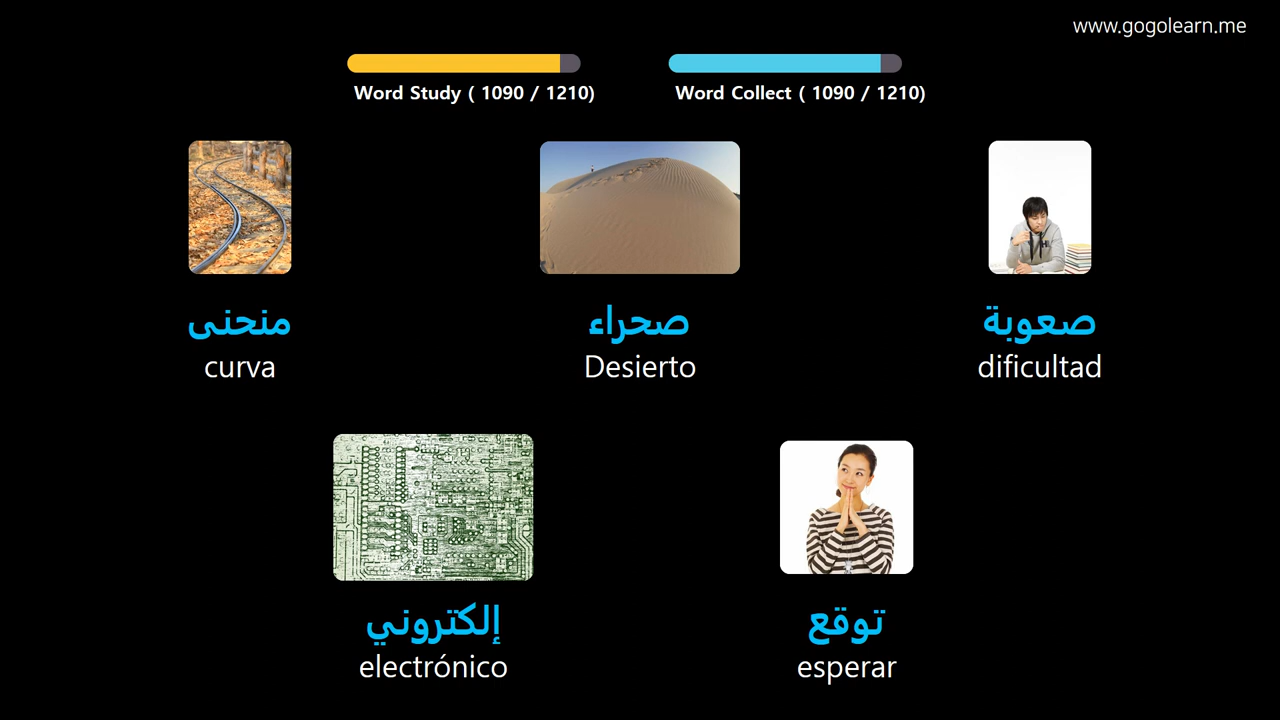 www.gogolearn.me
Word Study ( 1090 / 1210)
Word Collect ( 1090 / 1210)
منحنى
curva
صحراء
Desierto
صعوبة
dificultad
إلكتروني
electrónico
توقع
esperar